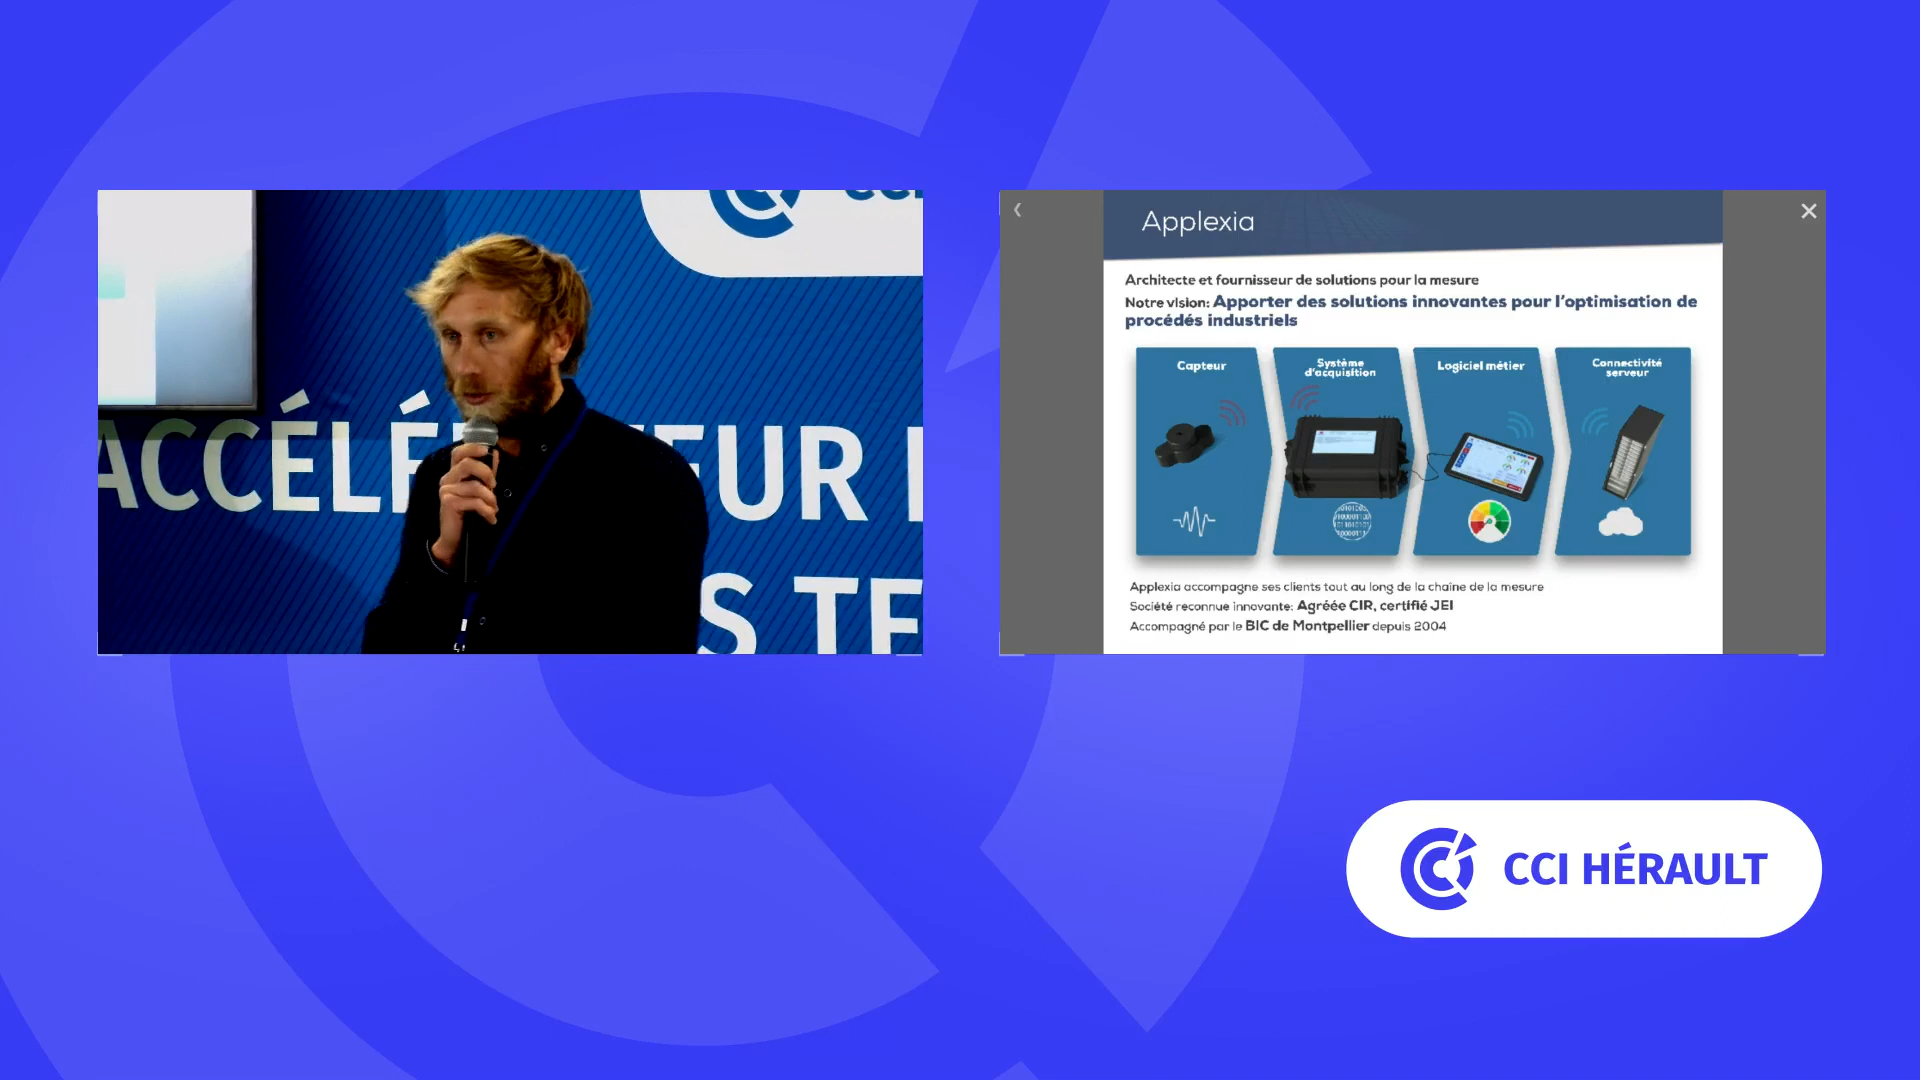 CCI
ACCÉLÉ
EUR
S TE
Applexia
Architecte et fournisseur de solutions pour la mesure
Notre vision: Apporter des solutions innovantes pour l'optimisation de
procédés industriels
Capteur
Système
d'acquisition
Logiciel métier
Connectivité
serveur
Applexia accompagne ses clients tout au long de la chaîne de la mesure
Société reconnue innovante: Agréée CIR, certifié JEI
Accompagné par le BIC de Montpellier depuis 2004
CCI HÉRAULT